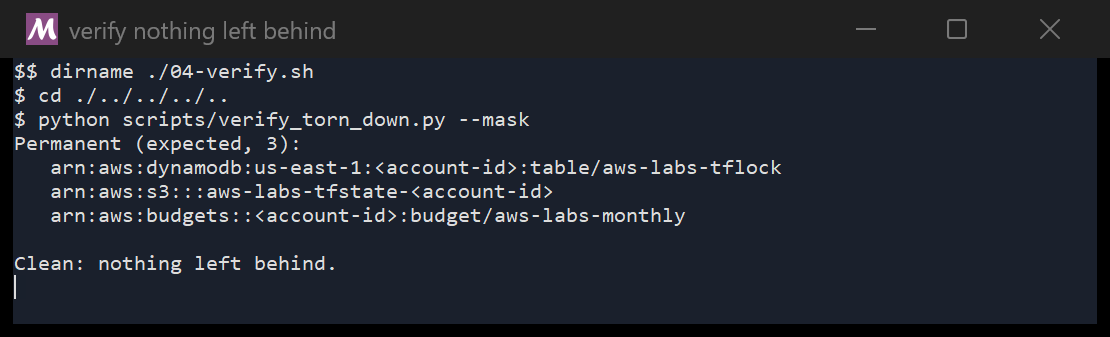 M verify nothing left behind
$$ dirname ./04-verify.sh
$ cd ./../../../..
$ python scripts/verify_torn_down.py --mask
Permanent (expected, 3):
   arn:aws:dynamodb:us-east-1:<account-id>:table/aws-labs-tflock
   arn:aws:s3:::aws-labs-tfstate-<account-id>
   arn:aws:budgets::<account-id>:budget/aws-labs-monthly
Clean: nothing left behind.